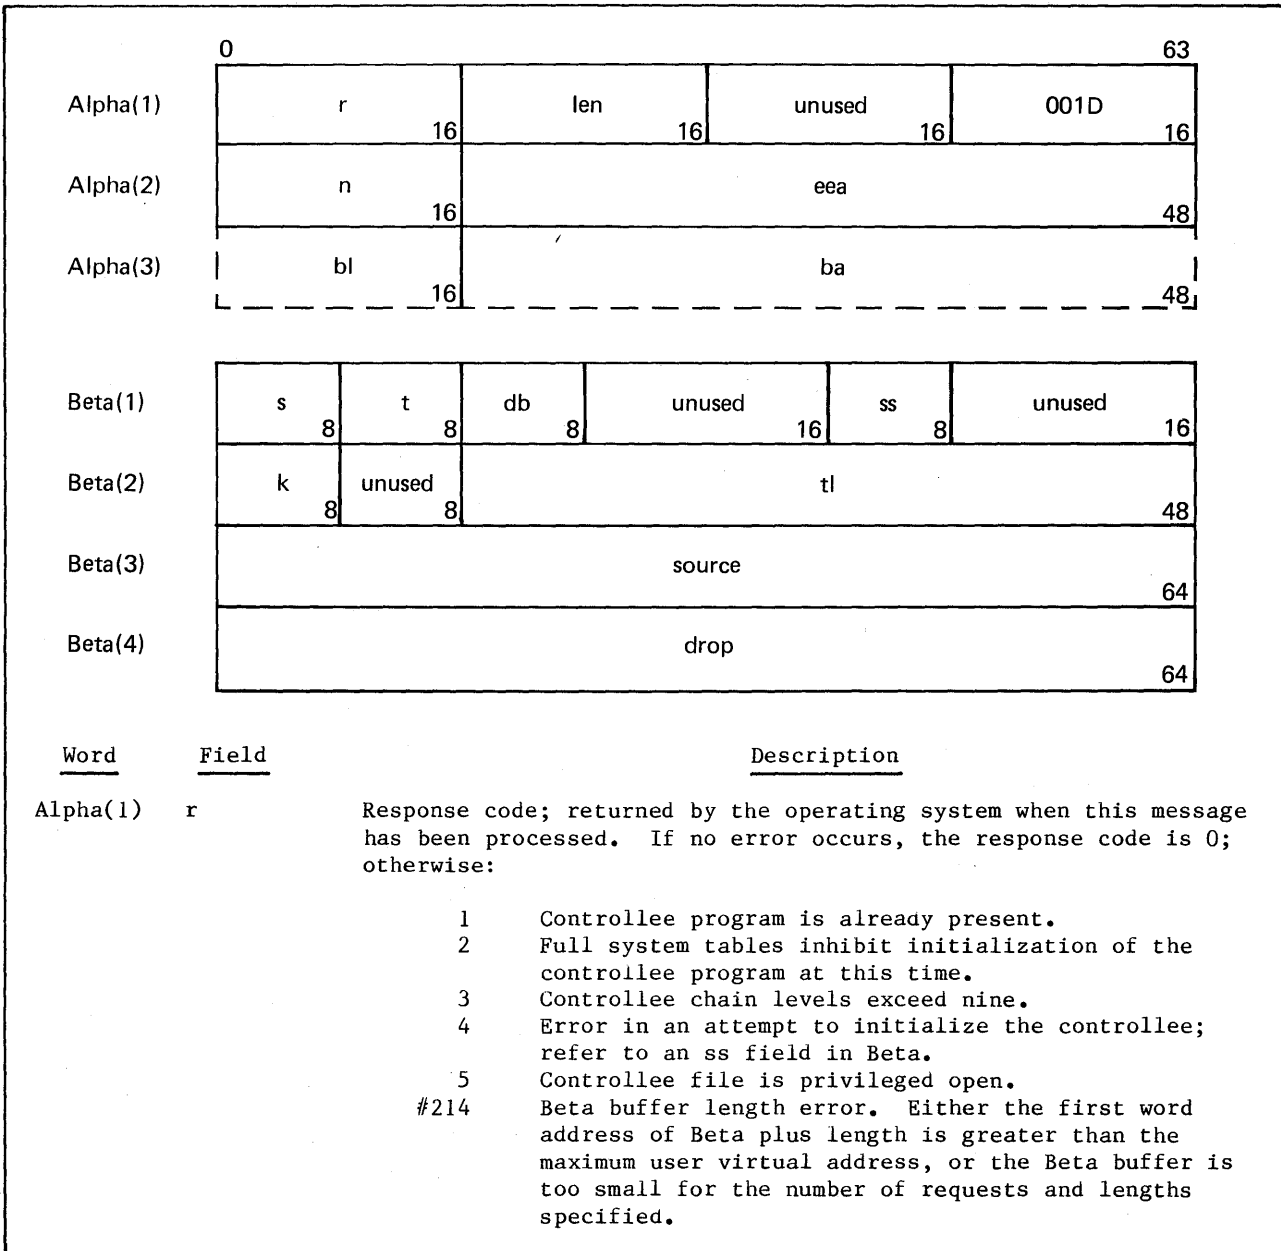 0 63
Alpha(1) r 16 len 16 unused 16 001D 16
Alpha(2) n 16 eea 48
Alpha(3) bl 16 ba 48
Beta(1) s 8 t 8 db 8 unused 16 ss 8 unused 16
Beta(2) k 8 unused 8 tl 48
Beta(3) source 64
Beta(4) drop 64
Word Field Description
Alpha(1) r Response code; returned by the operating system when this message
has been processed. If no error occurs, the response code is 0;
otherwise:
1 Controllee program is already present.
2 Full system tables inhibit initialization of the
controllee program at this time.
3 Controllee chain levels exceed nine.
4 Error in an attempt to initialize the controllee;
refer to an ss field in Beta.
5 Controllee file is privileged open.
#214 Beta buffer length error. Either the first word
address of Beta plus length is greater than the
maximum user virtual address, or the Beta buffer is
too small for the number of requests and lengths
specified.